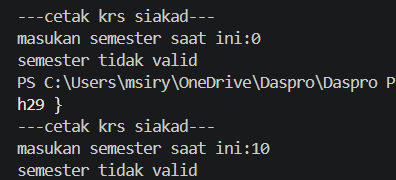 ---cetak krs siakad---
masukan semester saat ini:0
semester tidak valid
PS C:\Users\msiry\OneDrive\Daspro\Daspro P
h29 }
---cetak krs siakad---
masukan semester saat ini:10
semester tidak valid